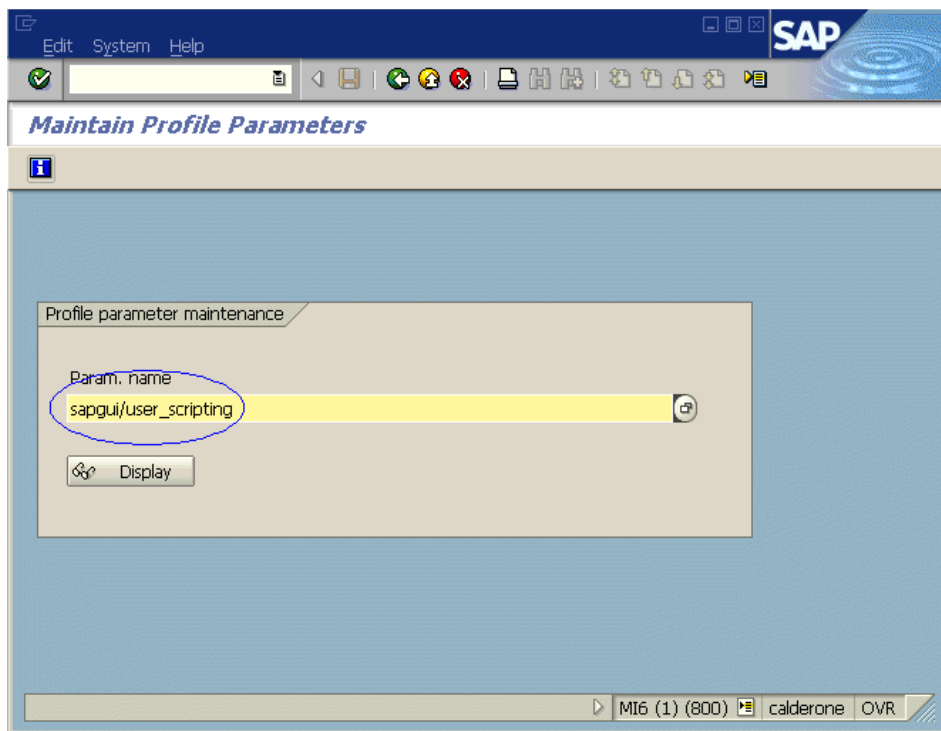 Edit System Help
SAP
Maintain Profile Parameters
Profile parameter maintenance
Param. name
sapgui/user_scripting
Display
MI6 (1) (800) calderone OVR